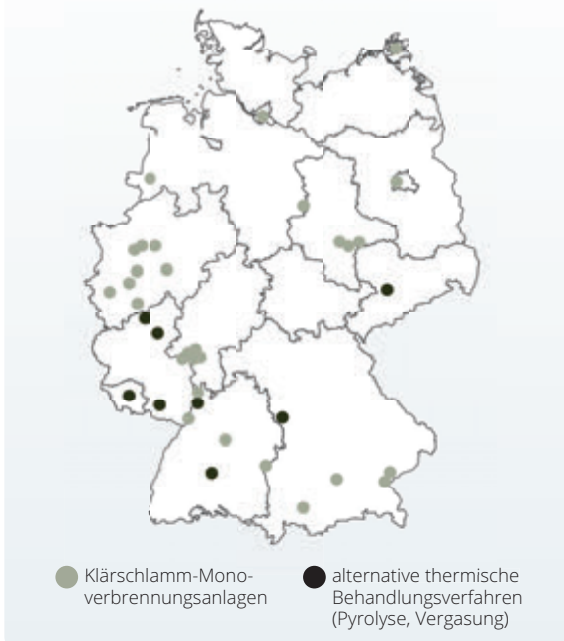 Klärschlamm-Mono-
verbrennungsanlagen
alternative thermische
Behandlungsverfahren
(Pyrolyse, Vergasung)